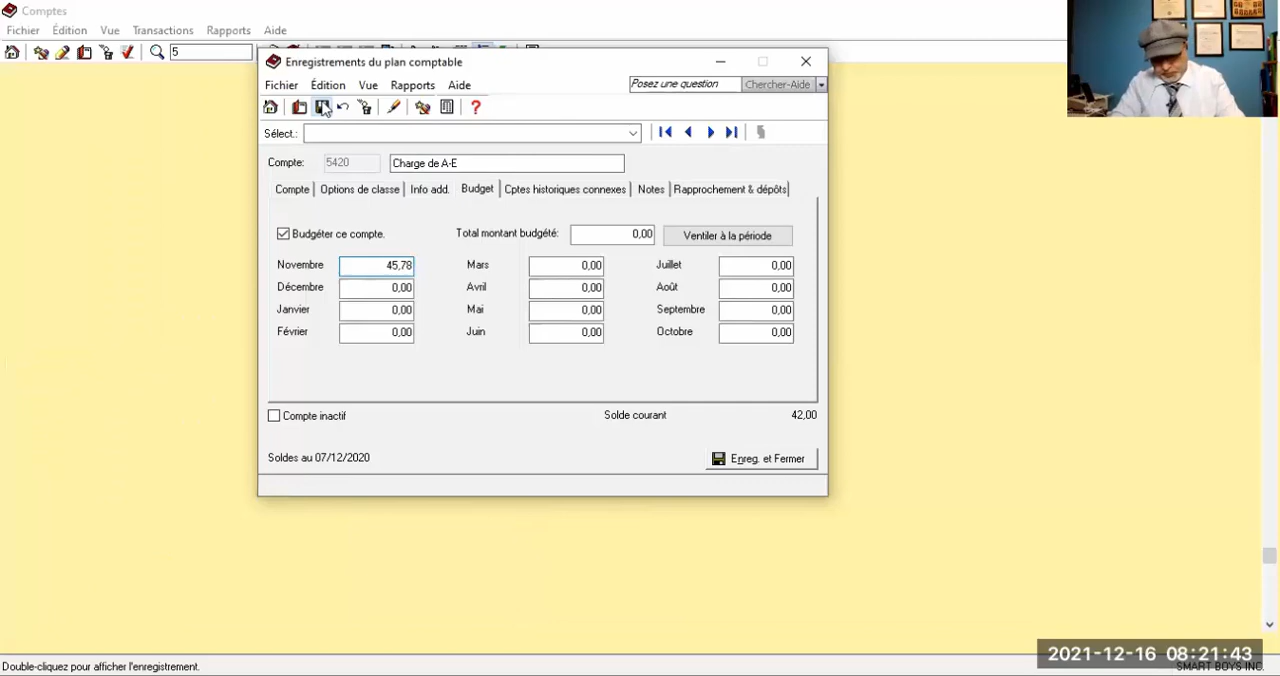 Comptes
Fichier Édition Vue Transactions Rapports Aide
5
Enregistrements du plan comptable
Fichier Édition Vue Rapports Aide
Posez une question Chercher-Aide
Sélect.:
Compte: 5420 Charge de A-E
Compte Options de classe Info add. Budget Cptes historiques connexes Notes Rapprochement & dépôts
Budgéter ce compte. Total montant budgété: 0,00 Ventiler à la période
Novembre 45,78 Mars 0,00 Juillet 0,00
Décembre 0,00 Avril 0,00 Août 0,00
Janvier 0,00 Mai 0,00 Septembre 0,00
Février 0,00 Juin 0,00 Octobre 0,00
Compte inactif Solde courant 42,00
Soldes au 07/12/2020 Enreg. et Fermer
2021-12-16 08:21:43
Double-cliquez pour afficher l'enregistrement. SMART BOYS INC.